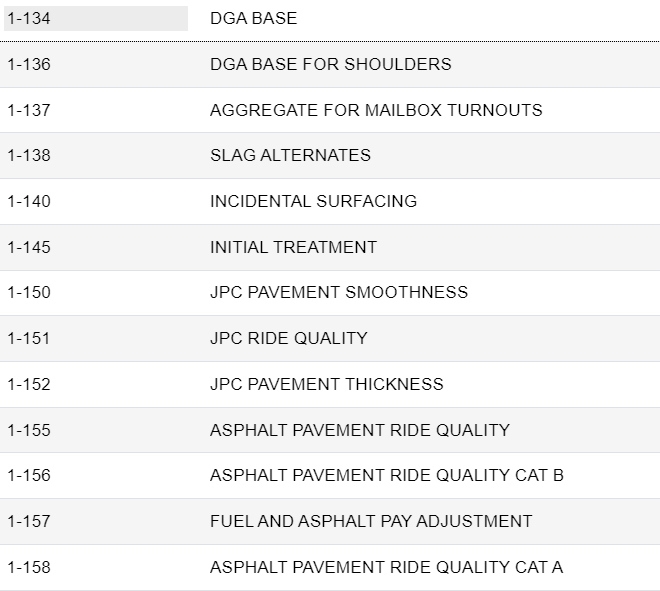 1-134 DGA BASE
1-136 DGA BASE FOR SHOULDERS
1-137 AGGREGATE FOR MAILBOX TURNOUTS
1-138 SLAG ALTERNATES
1-140 INCIDENTAL SURFACING
1-145 INITIAL TREATMENT
1-150 JPC PAVEMENT SMOOTHNESS
1-151 JPC RIDE QUALITY
1-152 JPC PAVEMENT THICKNESS
1-155 ASPHALT PAVEMENT RIDE QUALITY
1-156 ASPHALT PAVEMENT RIDE QUALITY CAT B
1-157 FUEL AND ASPHALT PAY ADJUSTMENT
1-158 ASPHALT PAVEMENT RIDE QUALITY CAT A